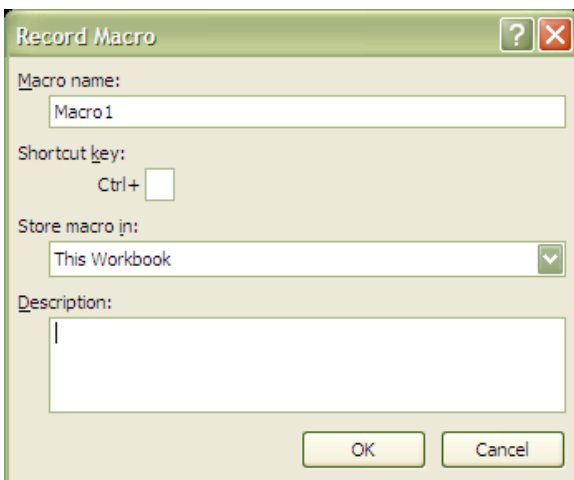 Record Macro
?
Macro name:
Macro1
Shortcut key:
Ctrl+
Store macro in:
This Workbook
Description:
OK Cancel